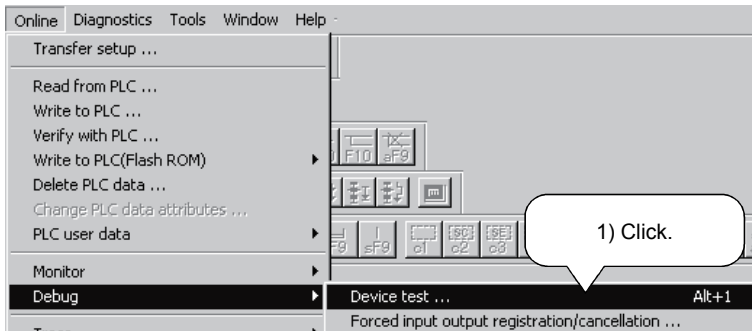 Online Diagnostics Tools Window Help
Transfer setup ...
Read from PLC ...
Write to PLC ...
Verify with PLC ...
Write to PLC(Flash ROM)
Delete PLC data ...
Change PLC data attributes ...
PLC user data
Monitor
Debug
F10 aF9
F9 sF9 c1 c2 c3
1) Click.
Device test ... Alt+1
Forced input output registration/cancellation ...